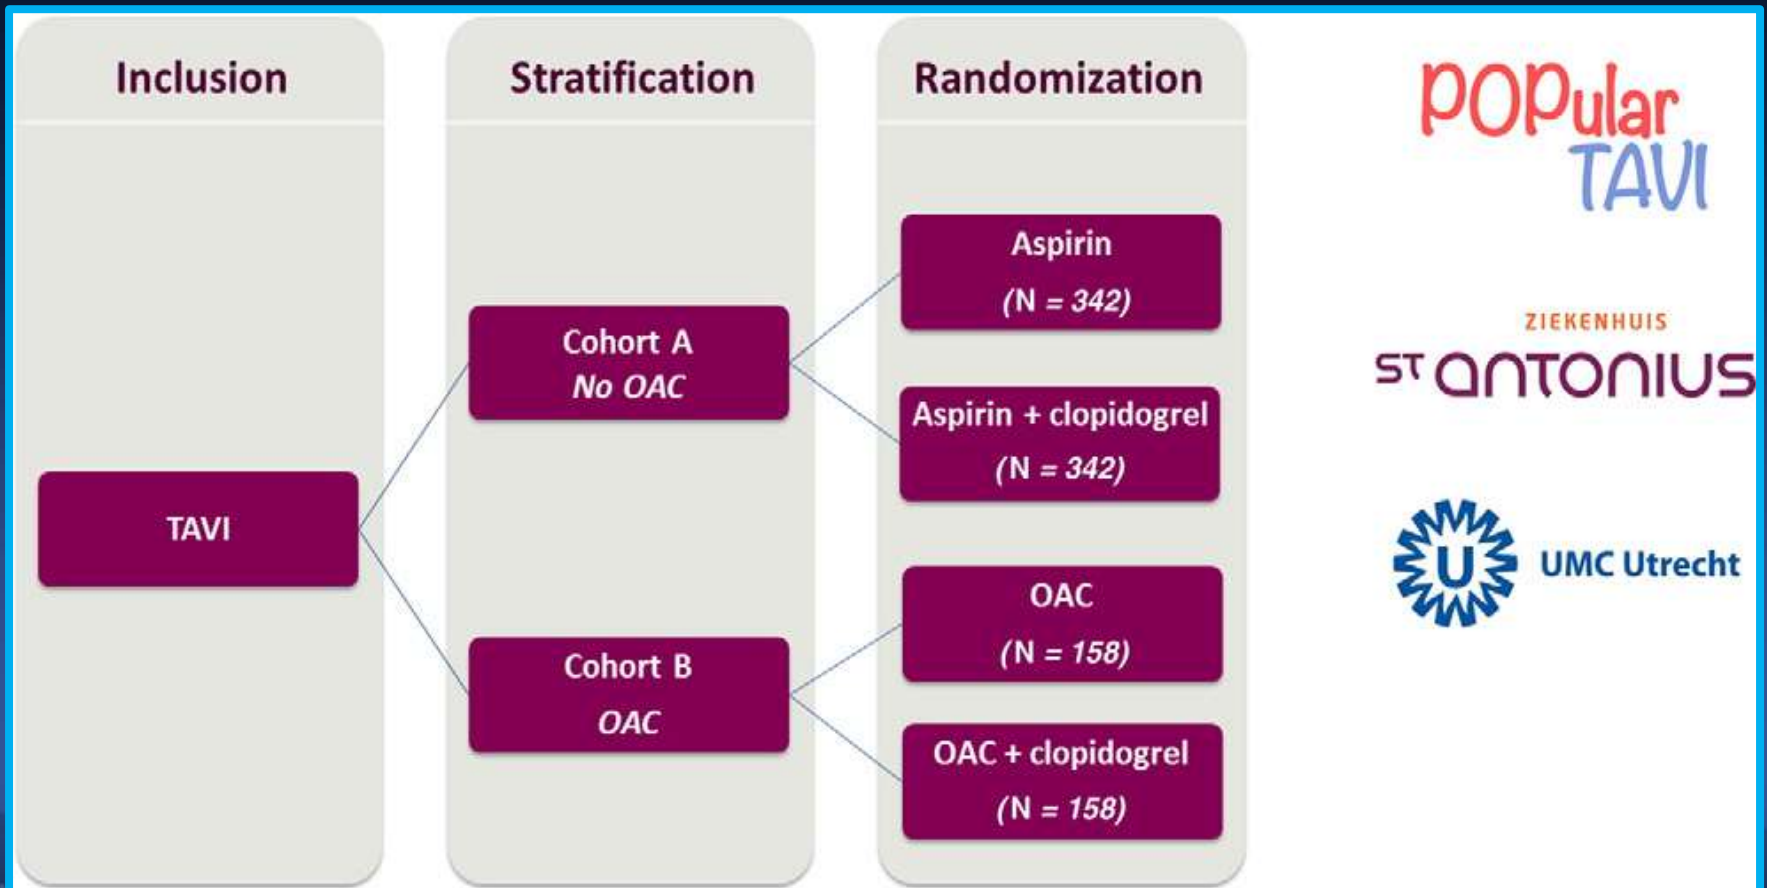 Inclusion
TAVI
Stratification
Cohort A
No OAC
Cohort B
OAC
Randomization
Aspirin
(N = 342)
Aspirin + clopidogrel
(N = 342)
OAC
(N = 158)
OAC + clopidogrel
(N = 158)
POPular
TAVI
ZIEKENHUIS
ST ANTONIUS
U
UMC Utrecht